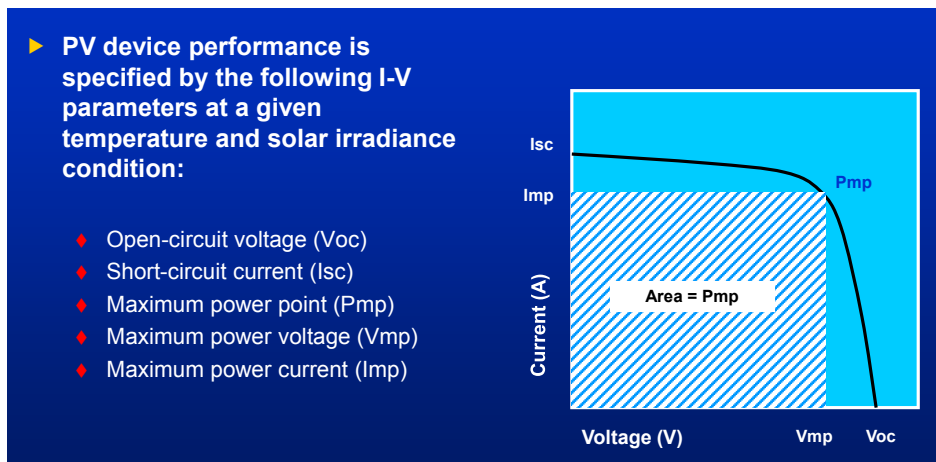 PV device performance is
specified by the following I-V
parameters at a given
temperature and solar irradiance
condition:
Open-circuit voltage (Voc)
Short-circuit current (Isc)
Maximum power point (Pmp)
Maximum power voltage (Vmp)
Maximum power current (Imp)
Isc
Pmp
Imp
Area = Pmp
Current (A)
Voltage (V)
Vmp
Voc